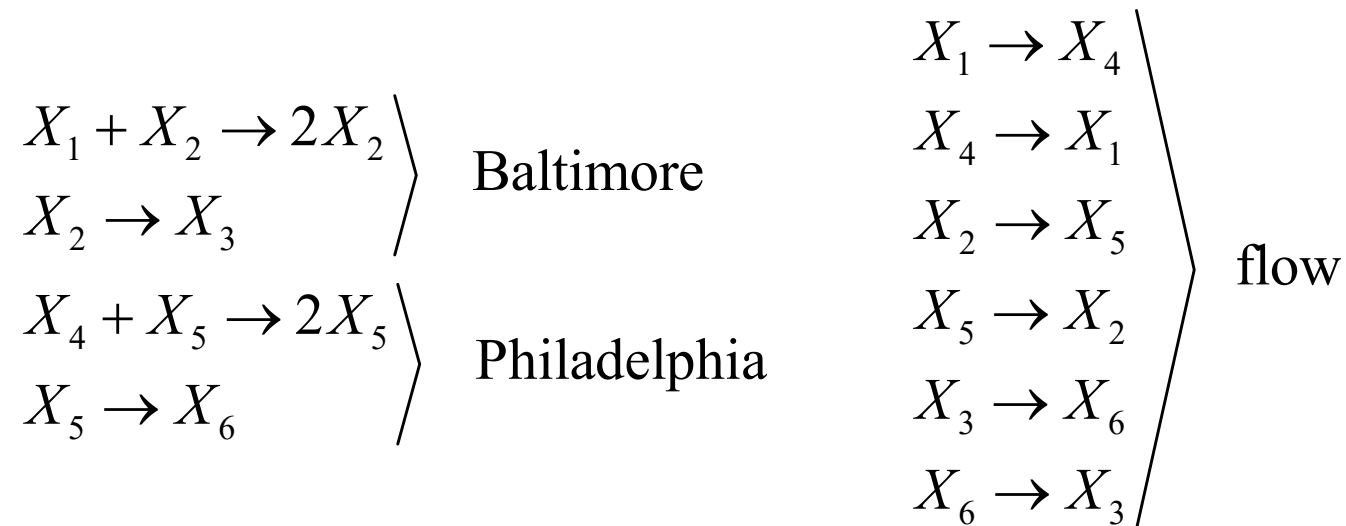 X₁ + X₂ → 2X₂
X₂ → X₃
Baltimore
X₄ + X₅ → 2X₅
X₅ → X₆
Philadelphia
X₁ → X₄
X₄ → X₁
X₂ → X₅
X₅ → X₂
X₃ → X₆
X₆ → X₃
flow